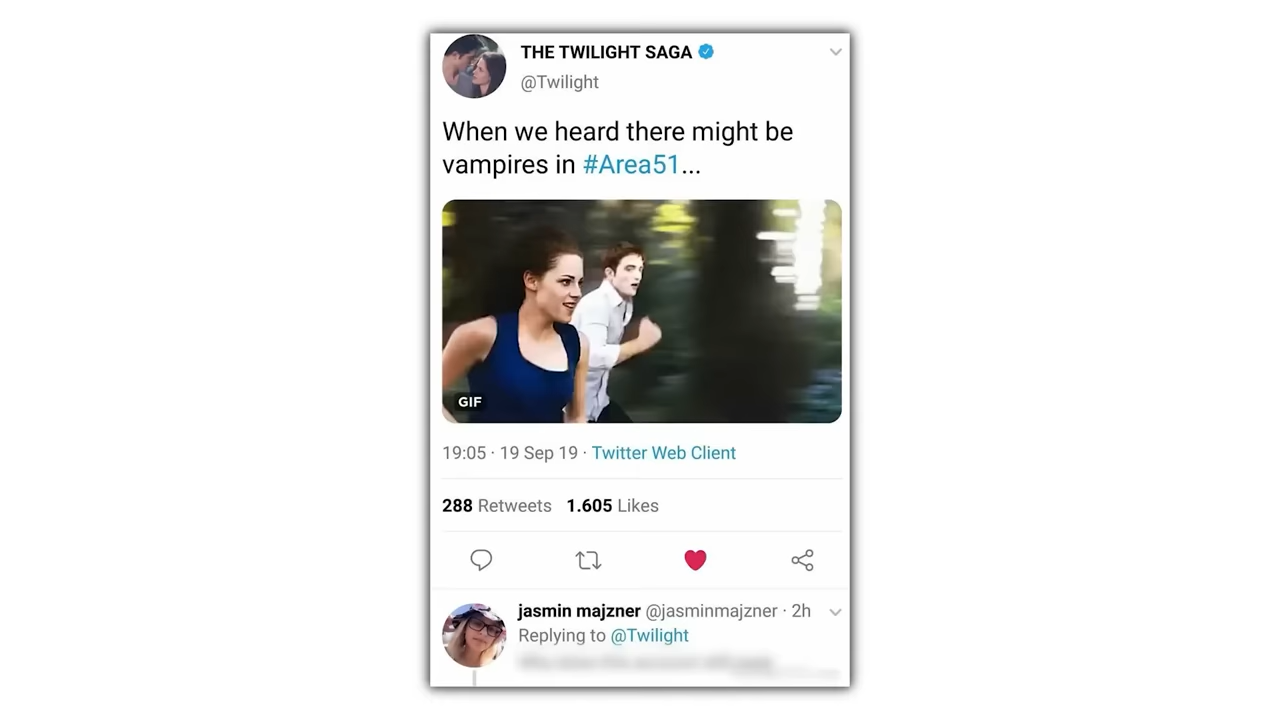 THE TWILIGHT SAGA
@Twilight
When we heard there might be
vampires in #Area51...
GIF
19:05 · 19 Sep 19 · Twitter Web Client
288 Retweets 1.605 Likes
jasmin majzner @jasminmajzner · 2h
Replying to @Twilight